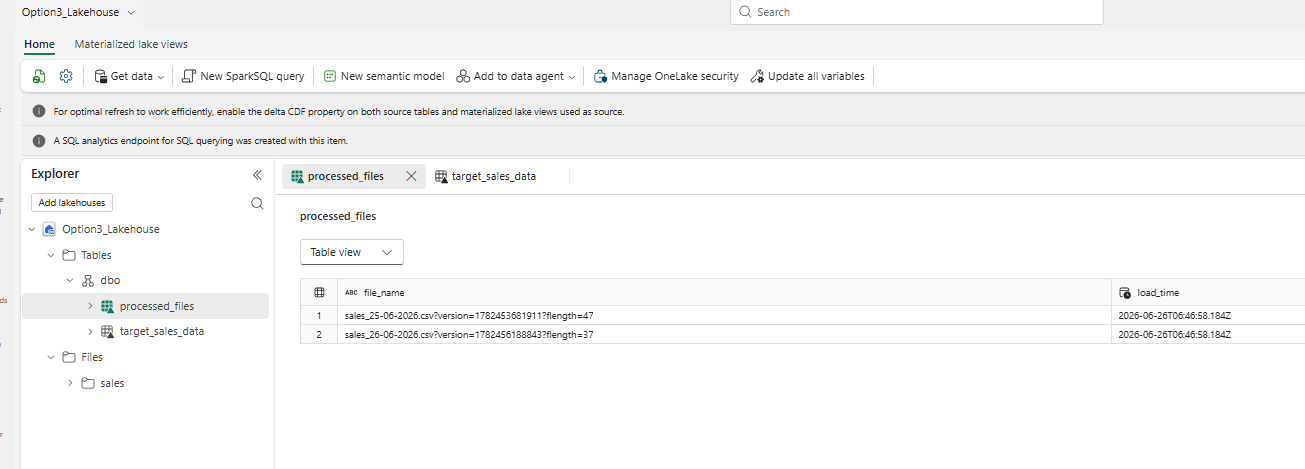 Option3_Lakehouse
Search
Home Materialized lake views
Get data New SparkSQL query New semantic model Add to data agent Manage OneLake security Update all variables
For optimal refresh to work efficiently, enable the delta CDF property on both source tables and materialized lake views used as source.
A SQL analytics endpoint for SQL querying was created with this item.
Explorer
Add lakehouses
Option3_Lakehouse
Tables
dbo
processed_files
target_sales_data
Files
sales
processed_files target_sales_data
processed_files
Table view
ABC file_name load_time
1 sales_25-06-2026.csv?version=1782453681911?flength=47 2026-06-26T06:46:58.184Z
2 sales_26-06-2026.csv?version=1782456188843?flength=37 2026-06-26T06:46:58.184Z